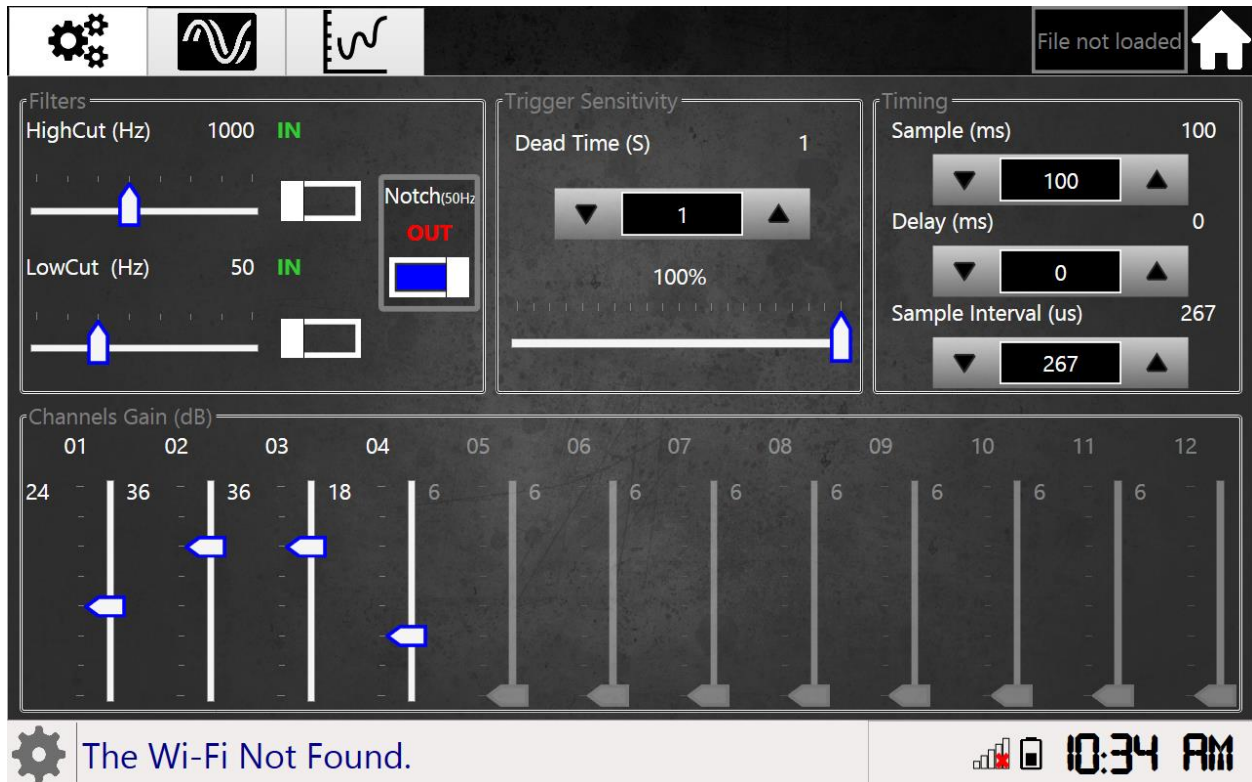 File not loaded
Filters
HighCut (Hz) 1000 IN
Notch(50Hz
OUT
LowCut (Hz) 50 IN
Trigger Sensitivity
Dead Time (S) 1
1
100%
Timing
Sample (ms) 100
100
Delay (ms) 0
0
Sample Interval (us) 267
267
Channels Gain (dB)
01 02 03 04 05 06 07 08 09 10 11 12
24 36 36 18 6 6 6 6 6 6 6 6
The Wi-Fi Not Found.
10:34 AM